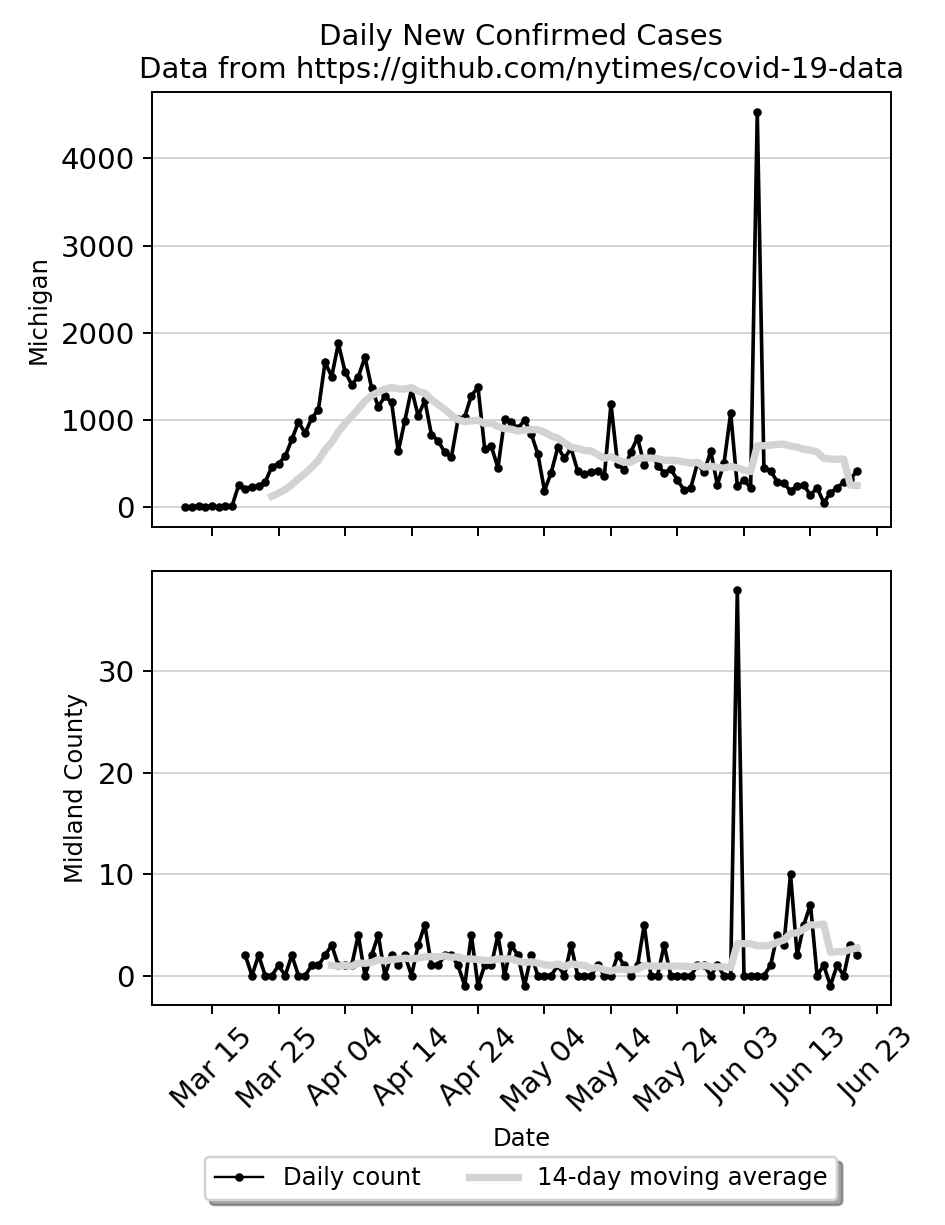 Daily New Confirmed Cases
Data from https://github.com/nytimes/covid-19-data
4000
3000
2000
1000
0
Michigan
30
20
10
0
Midland County
Mar 15 Mar 25 Apr 04 Apr 14 Apr 24 May 04 May 14 May 24 Jun 03 Jun 13 Jun 23
Date
Daily count 14-day moving average